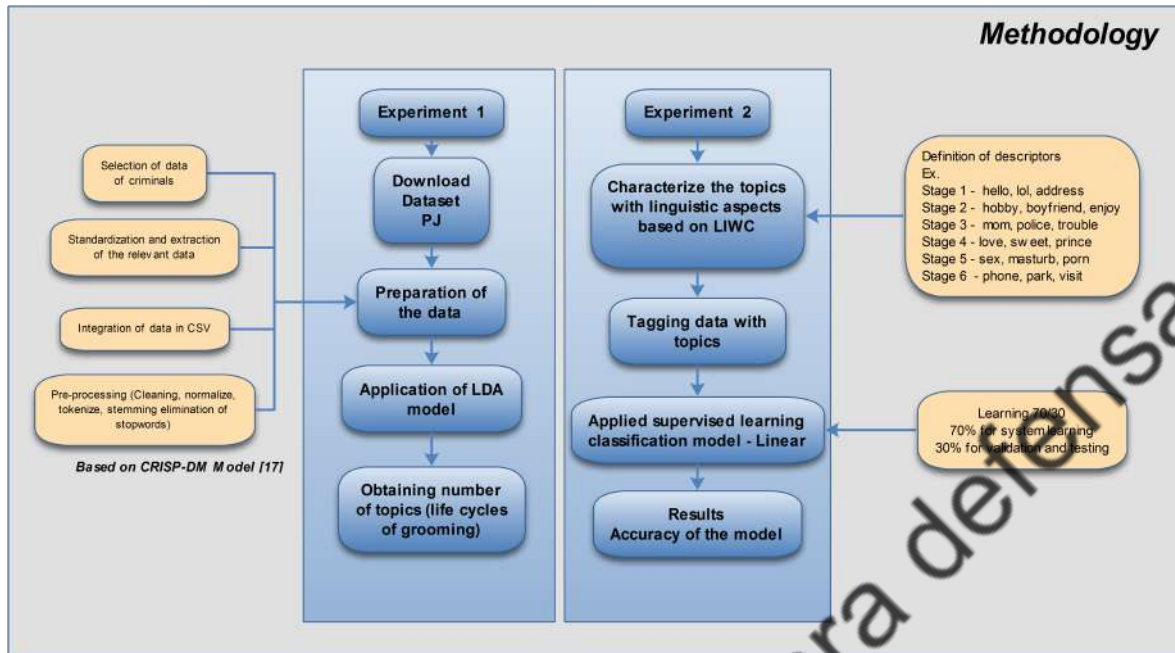 Methodology
Experiment 1
Download
Dataset
PJ
Preparation of
the data
Application of LDA
model
Obtaining number
of topics (life cycles
of grooming)
Selection of data
of criminals
Standardization and extraction
of the relevant data
Integration of data in CSV
Pre-processing (Cleaning, normalize,
tokenize, stemming elimination of
stopwords)
Based on CRISP-DM Model [17]
Experiment 2
Characterize the topics
with linguistic aspects
based on LIWC
Tagging data with
topics
Applied supervised learning
classification model - Linear
Results
Accuracy of the model
Definition of descriptors
Ex.
Stage 1 - hello, lol, address
Stage 2 - hobby, boyfriend, enjoy
Stage 3 - mom, police, trouble
Stage 4 - love, sweet, prince
Stage 5 - sex, masturb, porn
Stage 6 - phone, park, visit
Learning 70/30
70% for system learning
30% for validation and testing
defensa